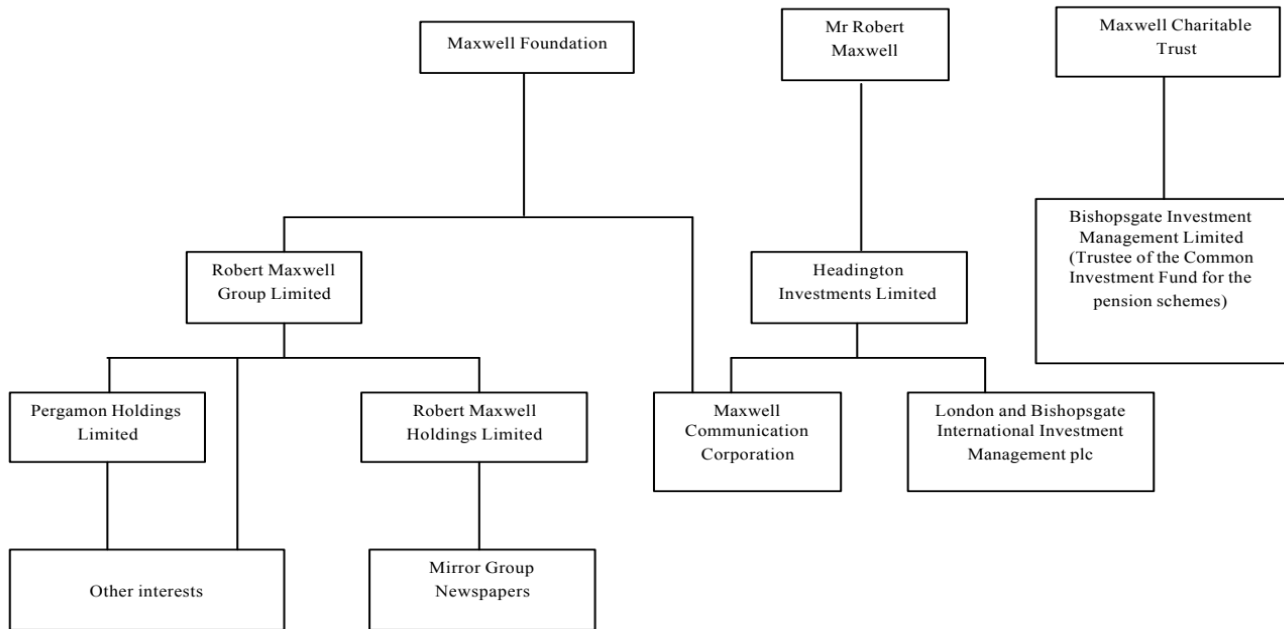 Maxwell Foundation
Mr Robert
Maxwell
Maxwell Charitable
Trust
Robert Maxwell
Group Limited
Headington
Investments Limited
Bishopsgate Investment
Management Limited
(Trustee of the Common
Investment Fund for the
pension schemes)
Pergamon Holdings
Limited
Robert Maxwell
Holdings Limited
Maxwell
Communication
Corporation
London and Bishopsgate
International Investment
Management plc
Other interests
Mirror Group
Newspapers